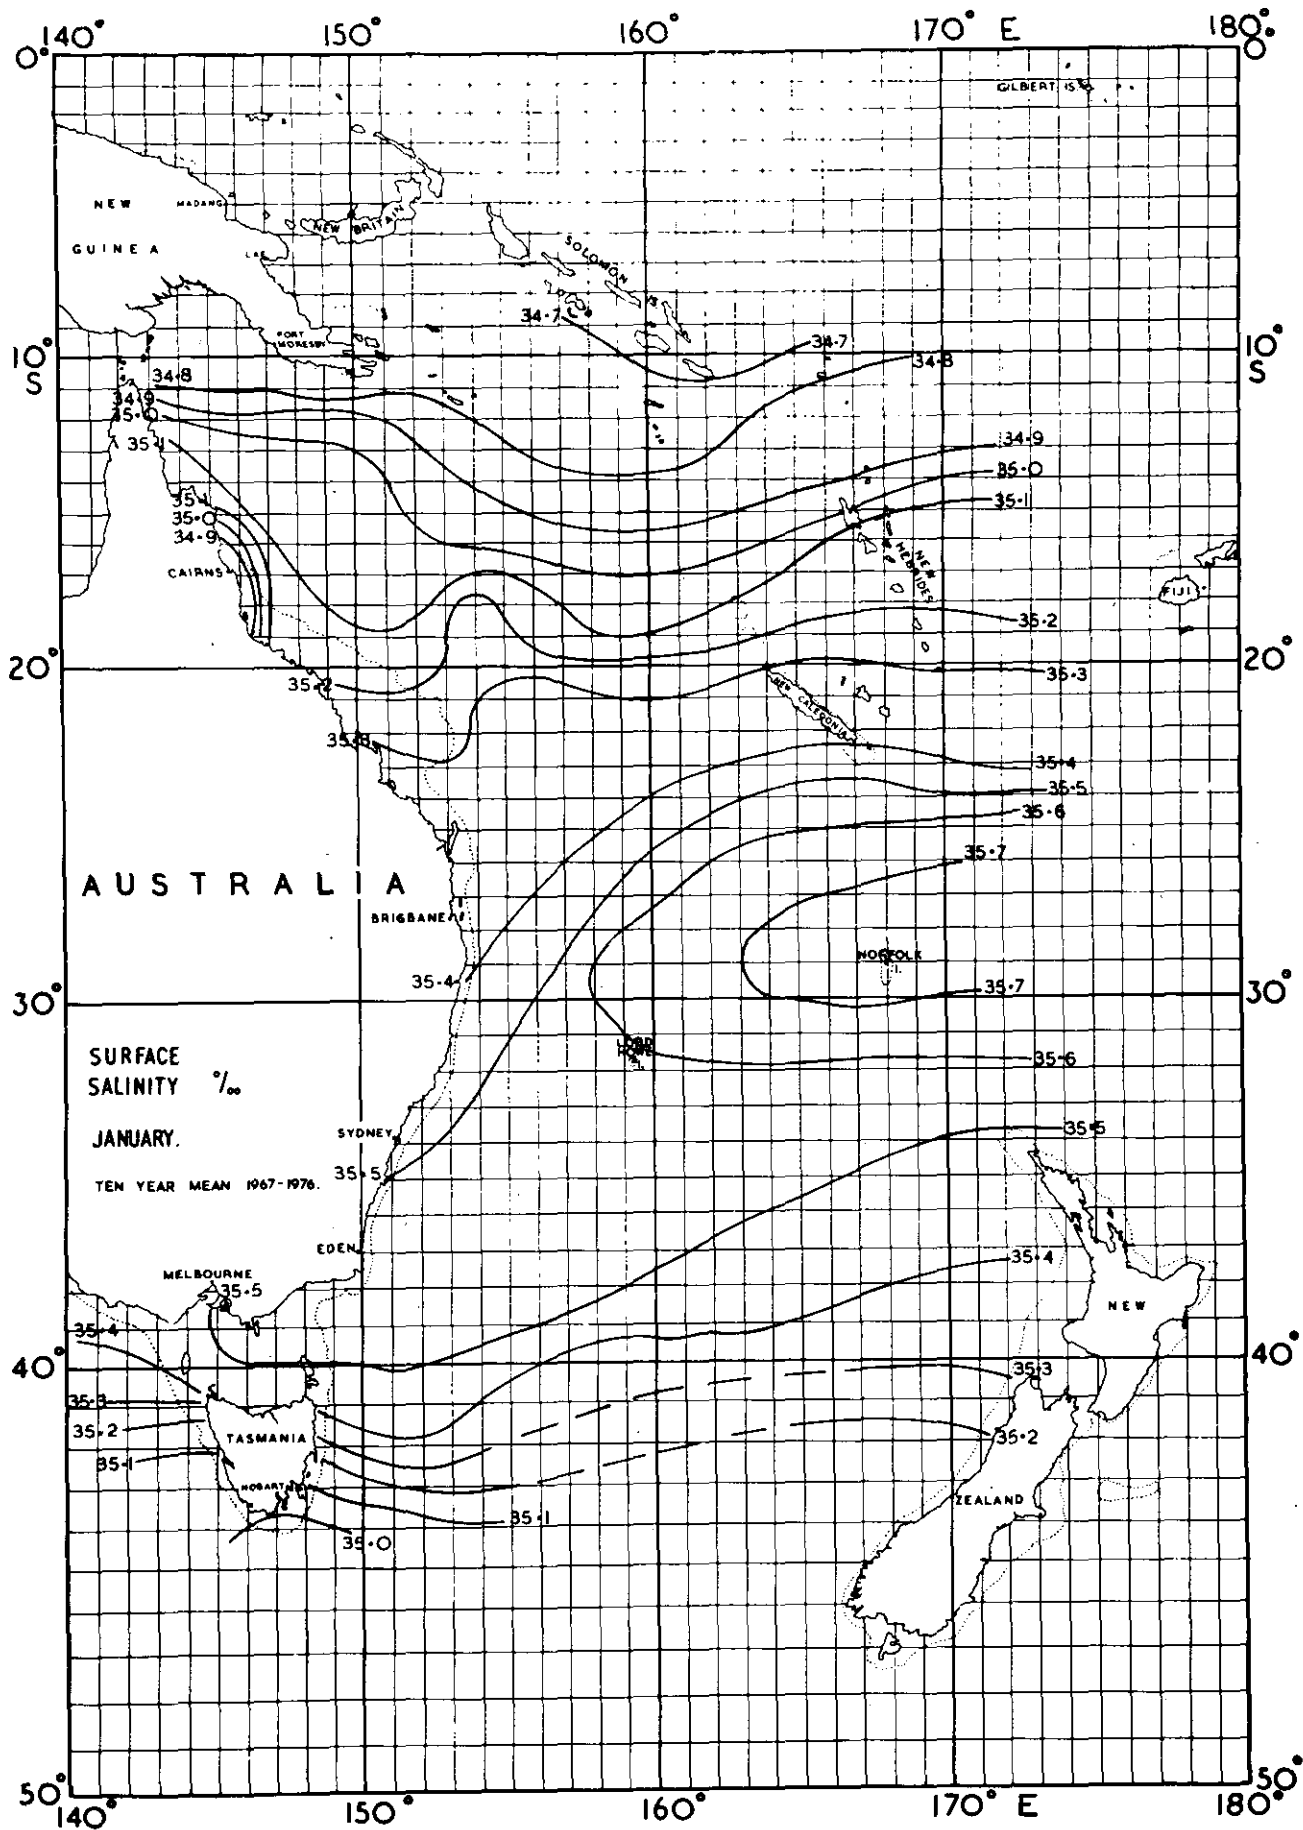 140° 150° 160° 170° E 180°
0° 0°
GILBERT IS.
NEW
MADANG
NEW BRITAIN
GUINEA
LAE
SOLOMON IS
34·7
PORT
MORESBY
34·7
10° 10°
S S
34·8
34·8
34·9
35·0
35·1
34·9
35·0
35·1
35·1
35·0
34·9
CAIRNS
NEW
HEBRIDES
FIJI
35·2
20° 20°
35·3
35·2
NEW CALEDONIA
35·3
35·4
35·5
35·6
35·7
AUSTRALIA
BRIGBANE
NORFOLK
I.
35·4
35·7
30° 30°
LORD
HOWE
I.
SURFACE
SALINITY ‰
35·6
JANUARY.
SYDNEY
35·5
35·5
TEN YEAR MEAN 1967-1976.
EDEN
35·4
MELBOURNE
35·5
NEW
35·4
40° 40°
35·3
35·3
35·2
TASMANIA
35·2
35·1
HOBART
ZEALAND
35·1
35·0
50° 50°
140° 150° 160° 170° E 180°